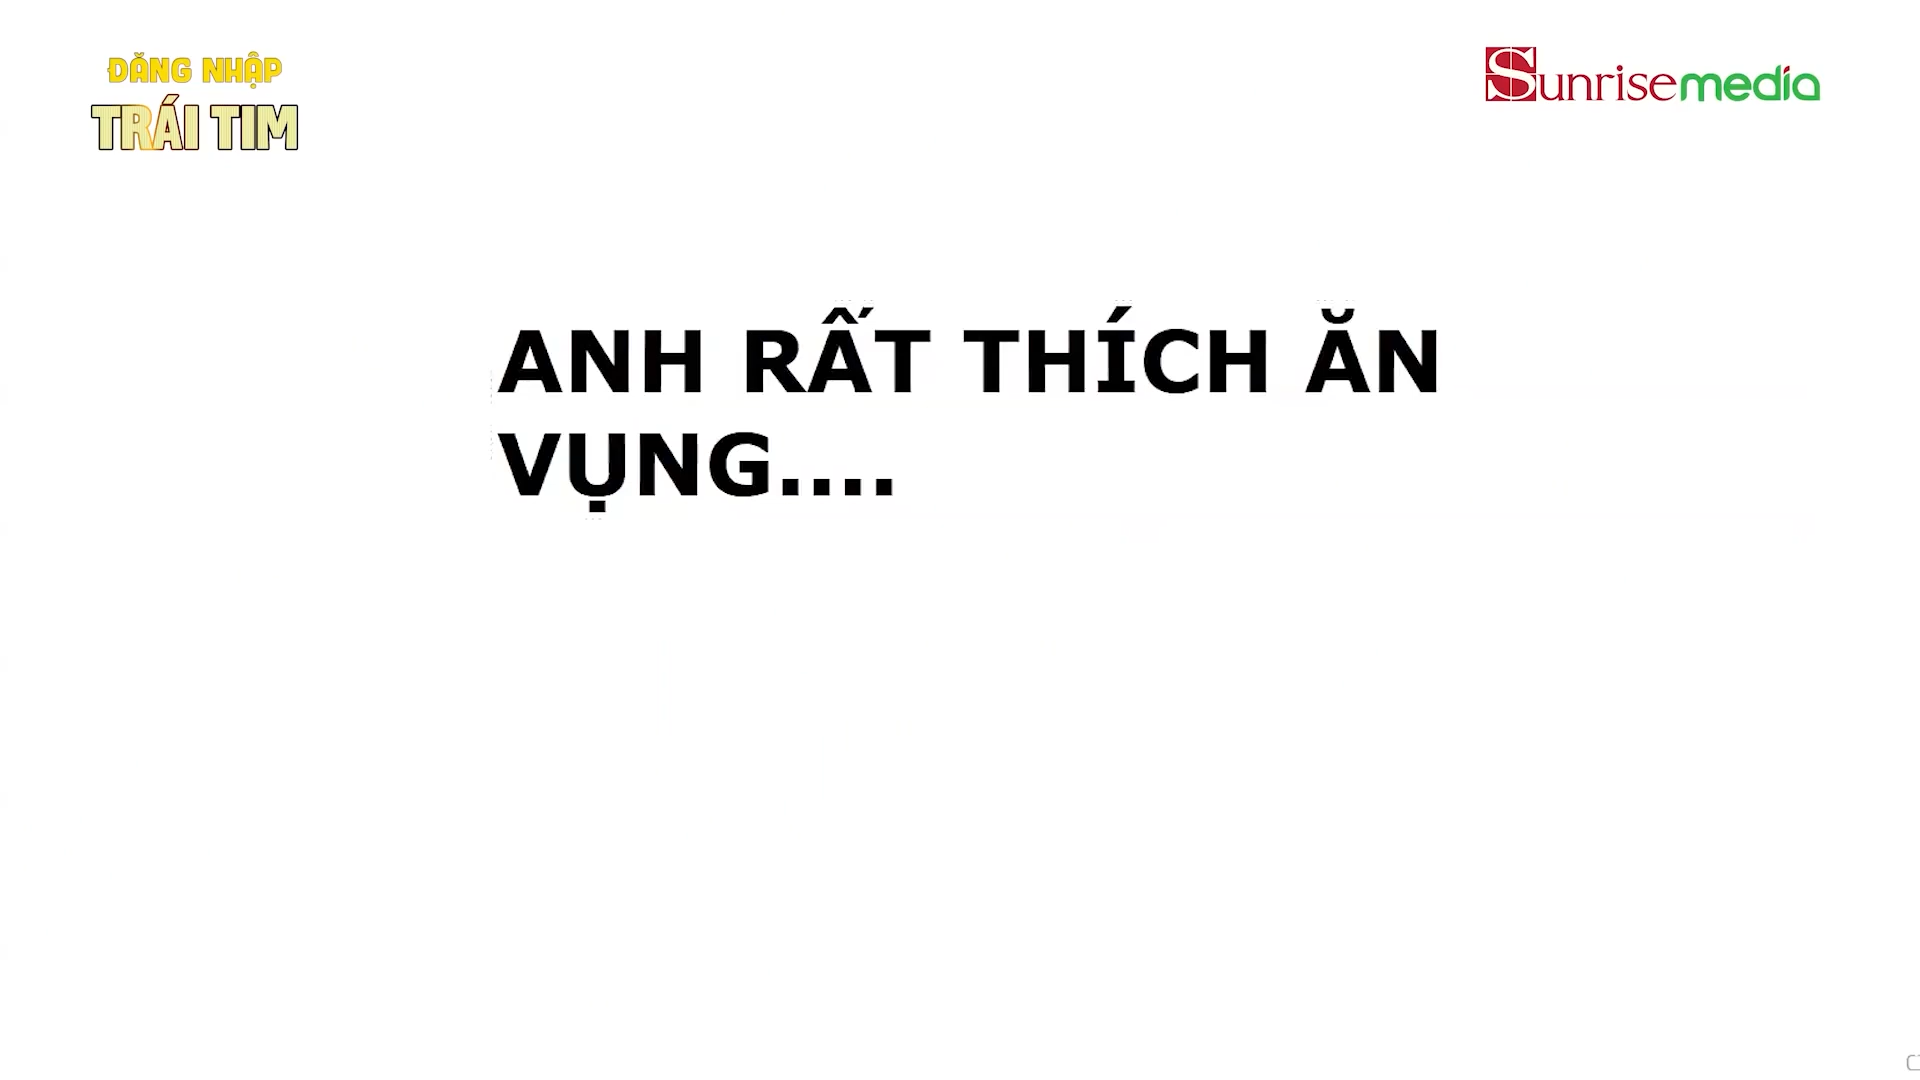 ĐĂNG NHẬP
TRÁI TIM
Sunrisemedia
ANH RẤT THÍCH ĂN
VỤNG....